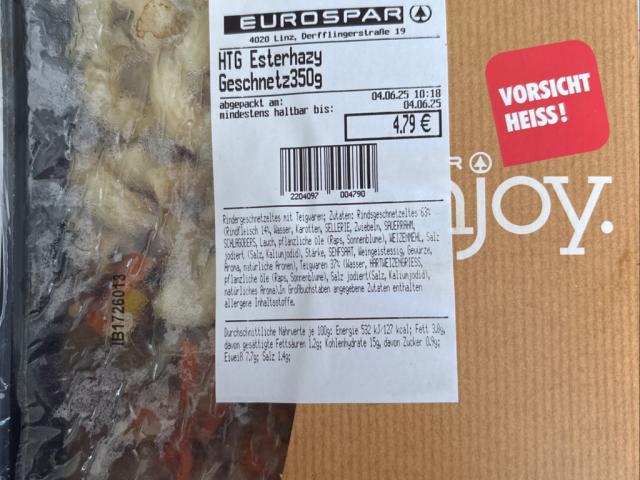 EUROSPAR
4020 Linz, Derfflingerstraße 19
HTG Esterhazy
Geschnetz350g
abgepackt am: 04.06.25 10:18
mindestens haltbar bis: 04.06.25
4.79 €
2204097 004790
Rindergeschnetzeltes mit Teigwaren; Zutaten: Rindsgeschnetzeltes 63%
(Rindfleisch 14%, Wasser, Karotten, SELLERIE, Zwiebeln, SAUERRAHM,
SCHLAGOBERS, Lauch, pflanzliche Öle (Raps, Sonnenblume), WEIZENMEHL, Salz
jodiert (Salz, Kaliumjodid), Stärke, SENFSAAT, Weingeistessig, Gewürze,
Aroma, natürliche Aromen), Teigwaren 37% (Wasser, HARTWEIZENGRIESS,
pflanzliche Öle (Raps, Sonnenblume), Salz jodiert(Salz, Kaliumjodid),
natürliches Aroma).In Großbuchstaben angegebene Zutaten enthalten
allergene Inhaltsstoffe.
Durchschnittliche Nährwerte je 100g: Energie 532 kJ/127 kcal; Fett 3.8g,
davon gesättigte Fettsäuren 1.2g; Kohlenhydrate 15g, davon Zucker 0.9g;
Eiweiß 7.7g; Salz 1.4g;
VORSICHT
HEISS!
R
njoy.
IB1726013